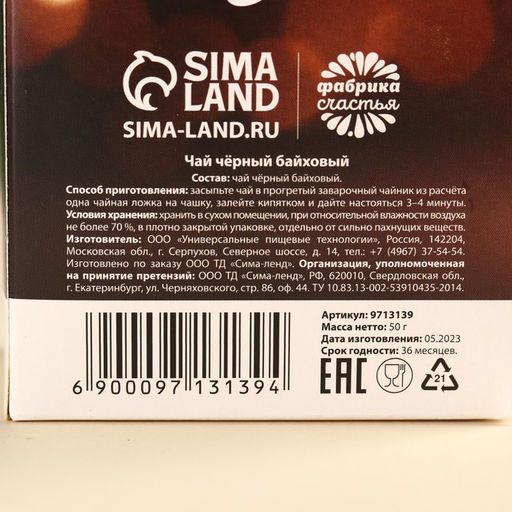 SIMA
LAND
SIMA-LAND.RU
фабрика
счастья
Чай чёрный байховый
Состав: чай чёрный байховый.
Способ приготовления: засыпьте чай в прогретый заварочный чайник из расчёта
одна чайная ложка на чашку, залейте кипятком и дайте настояться 3–4 минуты.
Условия хранения: хранить в сухом помещении, при относительной влажности воздуха
не более 70 %, в плотно закрытой упаковке, отдельно от сильно пахнущих веществ.
Изготовитель: ООО «Универсальные пищевые технологии», Россия, 142204,
Московская обл., г. Серпухов, Северное шоссе, д. 14, тел.: +7 (4967) 37-54-54.
Изготовлено по заказу ООО ТД «Сима-ленд». Организация, уполномоченная
на принятие претензий: ООО ТД «Сима-ленд», РФ, 620010, Свердловская обл.,
г. Екатеринбург, ул. Черняховского, стр. 86, оф. 44. ТУ 10.83.13-002-53910435-2014.
Артикул: 9713139
Масса нетто: 50 г
Дата изготовления: 05.2023
Срок годности: 36 месяцев.
6 900097 131394
EAC
21